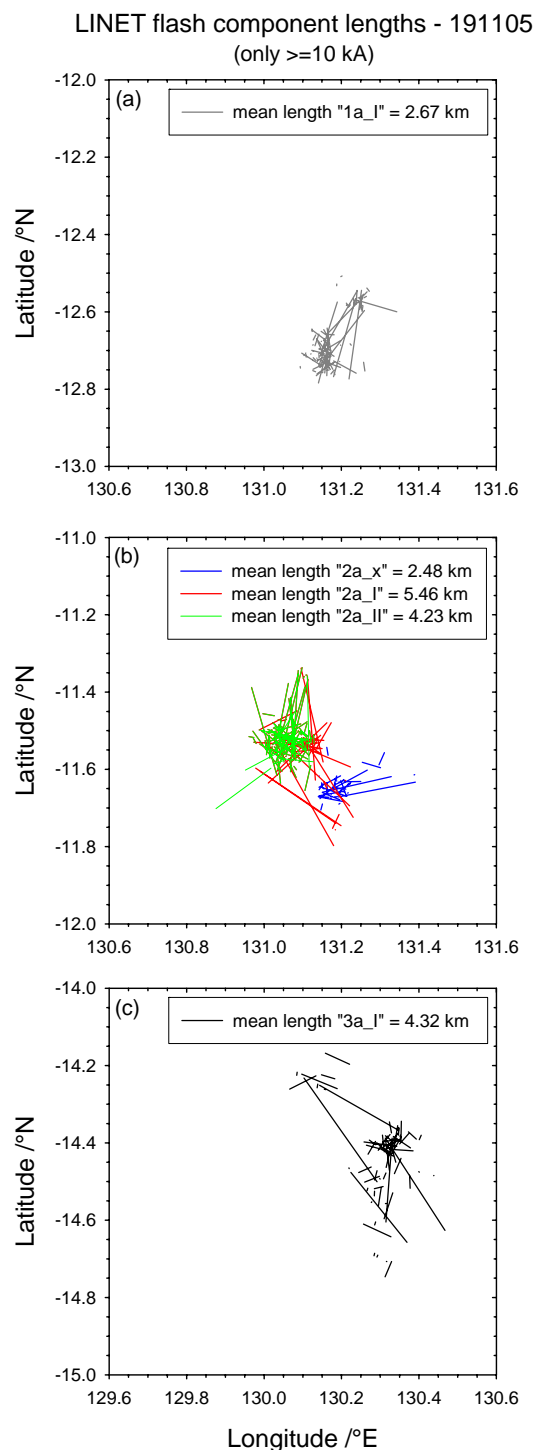 LINET flash component lengths - 191105
(only >=10 kA)
(a)
mean length "1a_I" = 2.67 km
-12.0
-12.2
-12.4
-12.6
-12.8
-13.0
Latitude /°N
130.6 130.8 131.0 131.2 131.4 131.6
(b)
mean length "2a_x" = 2.48 km
mean length "2a_I" = 5.46 km
mean length "2a_II" = 4.23 km
-11.0
-11.2
-11.4
-11.6
-11.8
-12.0
Latitude /°N
130.6 130.8 131.0 131.2 131.4 131.6
(c)
mean length "3a_I" = 4.32 km
-14.0
-14.2
-14.4
-14.6
-14.8
-15.0
Latitude /°N
129.6 129.8 130.0 130.2 130.4 130.6
Longitude /°E